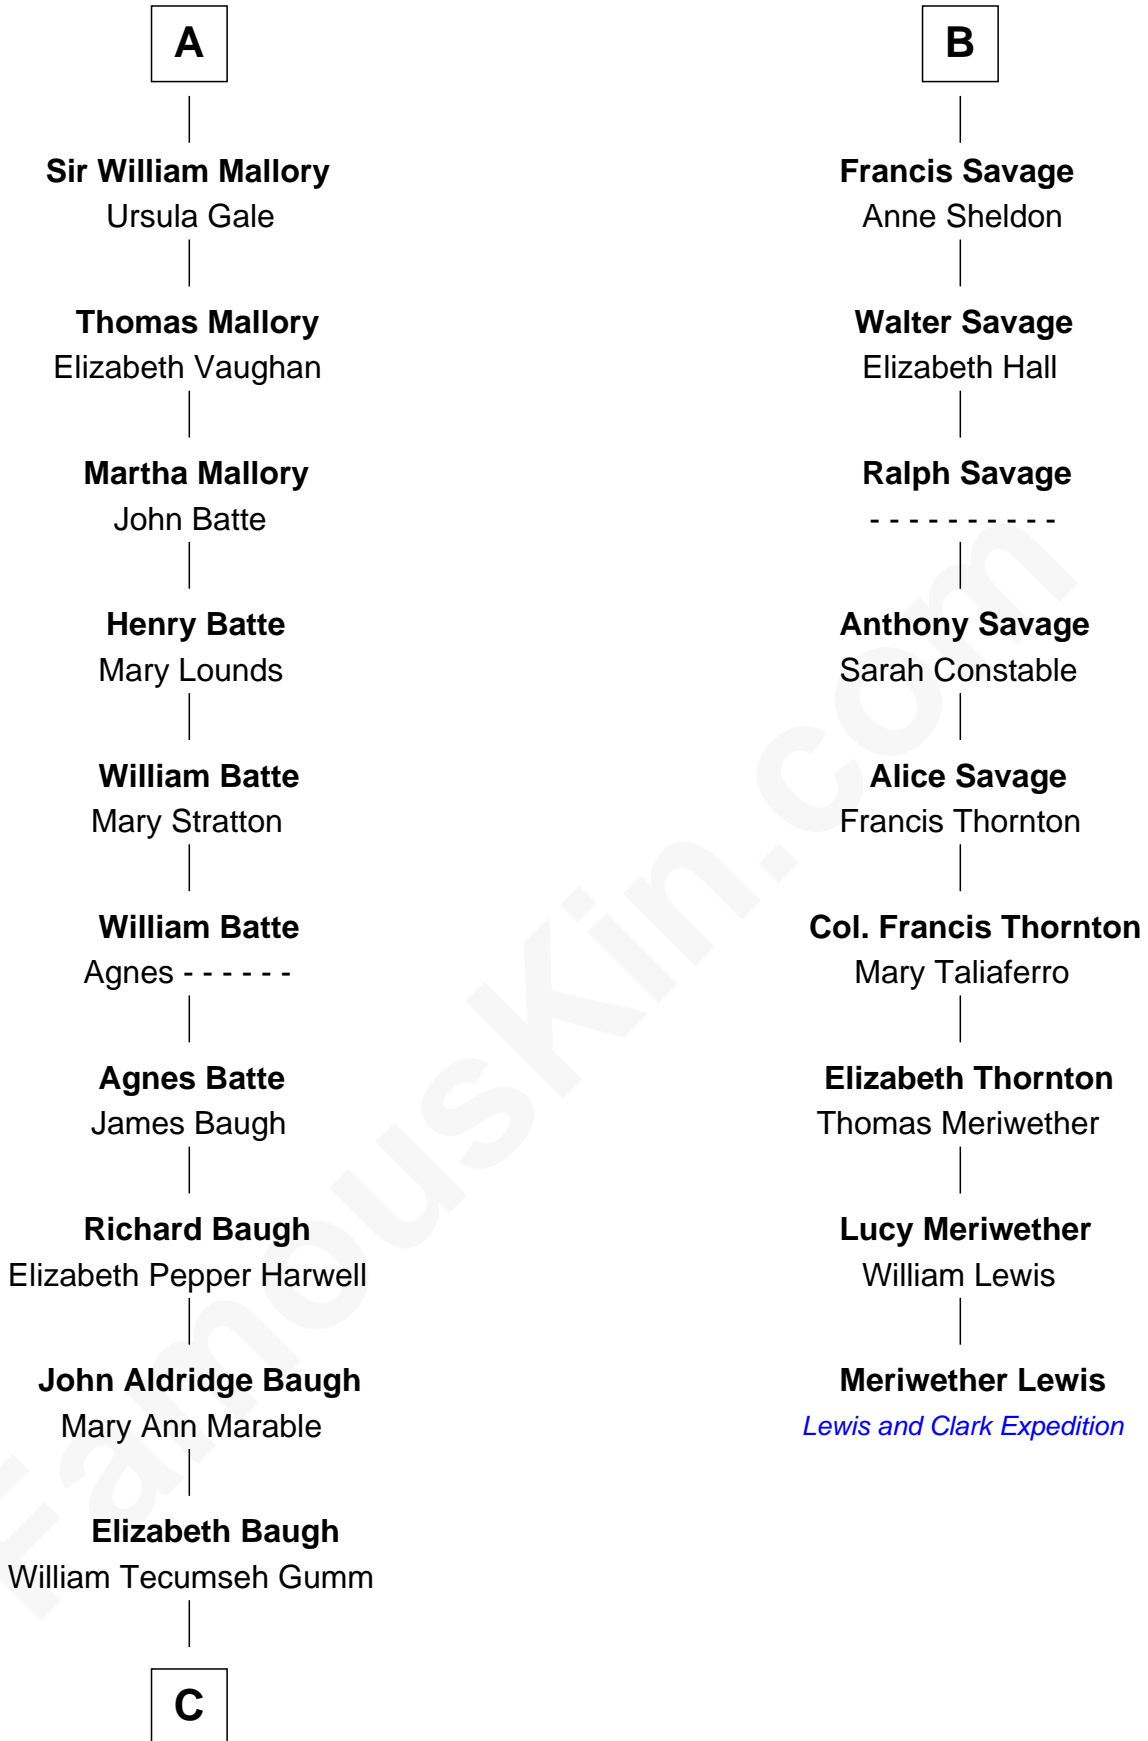 A
Sir William Mallory
Ursula Gale
Thomas Mallory
Elizabeth Vaughan
Martha Mallory
John Batte
Henry Batte
Mary Lounds
William Batte
Mary Stratton
William Batte
Agnes - - - - - -
Agnes Batte
James Baugh
Richard Baugh
Elizabeth Pepper Harwell
John Aldridge Baugh
Mary Ann Marable
Elizabeth Baugh
William Tecumseh Gumm
C
B
Francis Savage
Anne Sheldon
Walter Savage
Elizabeth Hall
Ralph Savage
- - - - - - - - - -
Anthony Savage
Sarah Constable
Alice Savage
Francis Thornton
Col. Francis Thornton
Mary Taliaferro
Elizabeth Thornton
Thomas Meriwether
Lucy Meriwether
William Lewis
Meriwether Lewis
Lewis and Clark Expedition
FamousKin.com